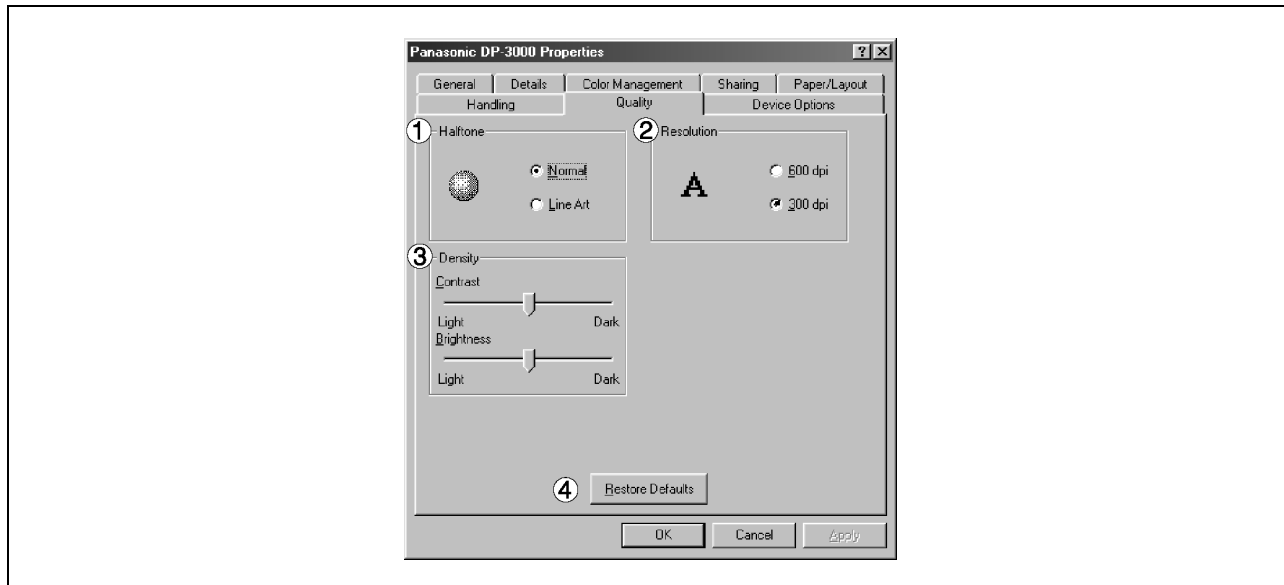 Panasonic DP-3000 Properties
General Details Color Management Sharing Paper/Layout
Handling Quality Device Options
1 Halftone
Normal
Line Art
2 Resolution
A
600 dpi
300 dpi
3 Density
Contrast
Light Dark
Brightness
Light Dark
4 Restore Defaults
OK Cancel Apply